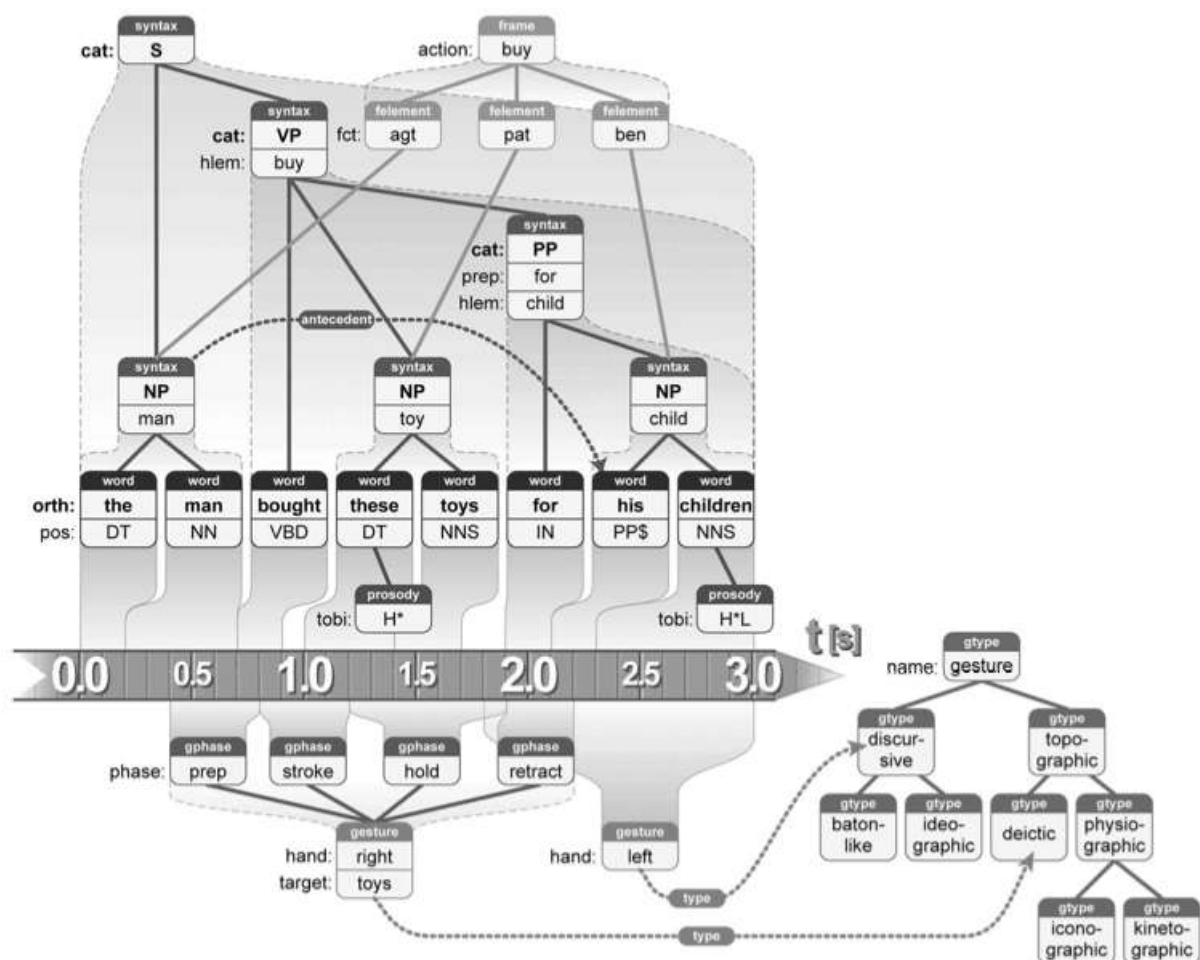 syntax frame
cat: S action: buy
syntax felement felement felement
cat: VP fct: agt pat ben
hlem: buy
syntax
cat: PP
prep: for
hlem: child
antecedent
syntax syntax syntax
NP NP NP
man toy child
word word word word word word word word
orth: the man bought these toys for his children
pos: DT NN VBD DT NNS IN PP$ NNS
prosody prosody
tobi: H* tobi: H*L
t [s]
0.0 0.5 1.0 1.5 2.0 2.5 3.0
gtype
name: gesture
gphase gphase gphase gphase
phase: prep stroke hold retract
gtype gtype
discur-
sive
topo-
graphic
gtype gtype gtype gtype
baton-
like
ideo-
graphic
deictic
physio-
graphic
gesture gesture
hand: right hand: left
target: toys
type
type
gtype gtype
icono-
graphic
kineto-
graphic